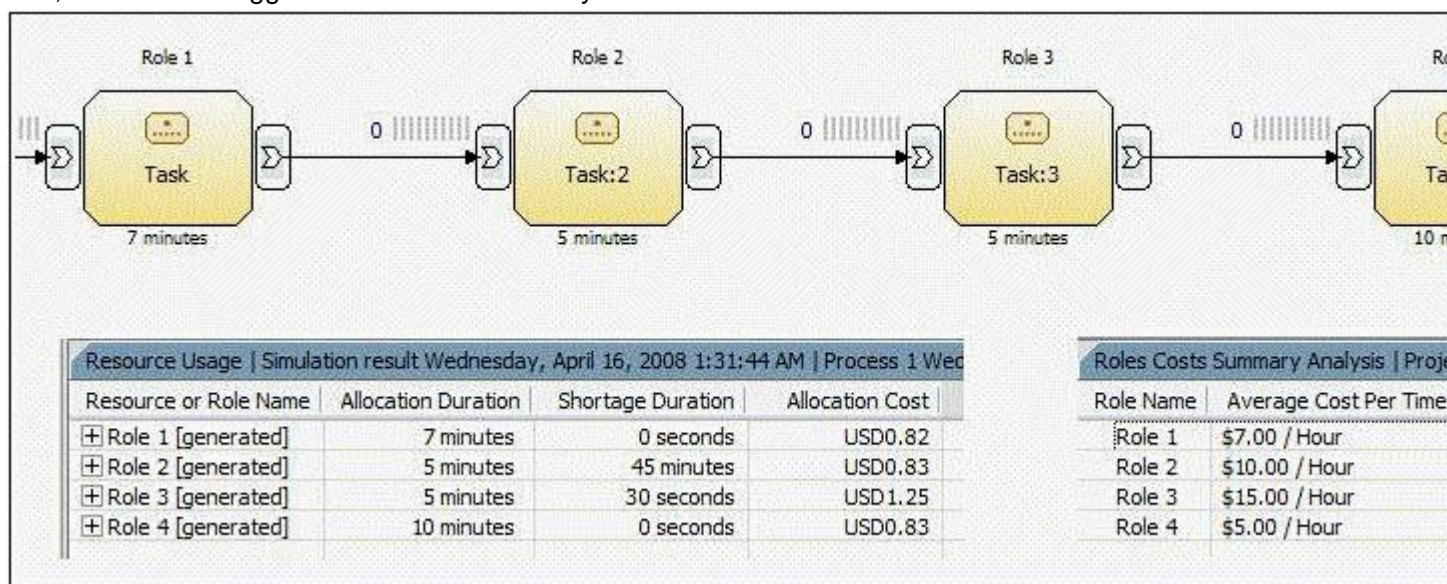 Role 1 Role 2 Role 3
Task Task:2 Task:3
0 0 0
7 minutes 5 minutes 5 minutes 10
Resource Usage | Simulation result Wednesday, April 16, 2008 1:31:44 AM | Process 1 Wed
Resource or Role Name Allocation Duration Shortage Duration Allocation Cost
Role 1 [generated] 7 minutes 0 seconds USD0.82
Role 2 [generated] 5 minutes 45 minutes USD0.83
Role 3 [generated] 5 minutes 30 seconds USD1.25
Role 4 [generated] 10 minutes 0 seconds USD0.83
Roles Costs Summary Analysis |
Role Name Average Cost Per Time
Role 1 $7.00 / Hour
Role 2 $10.00 / Hour
Role 3 $15.00 / Hour
Role 4 $5.00 / Hour